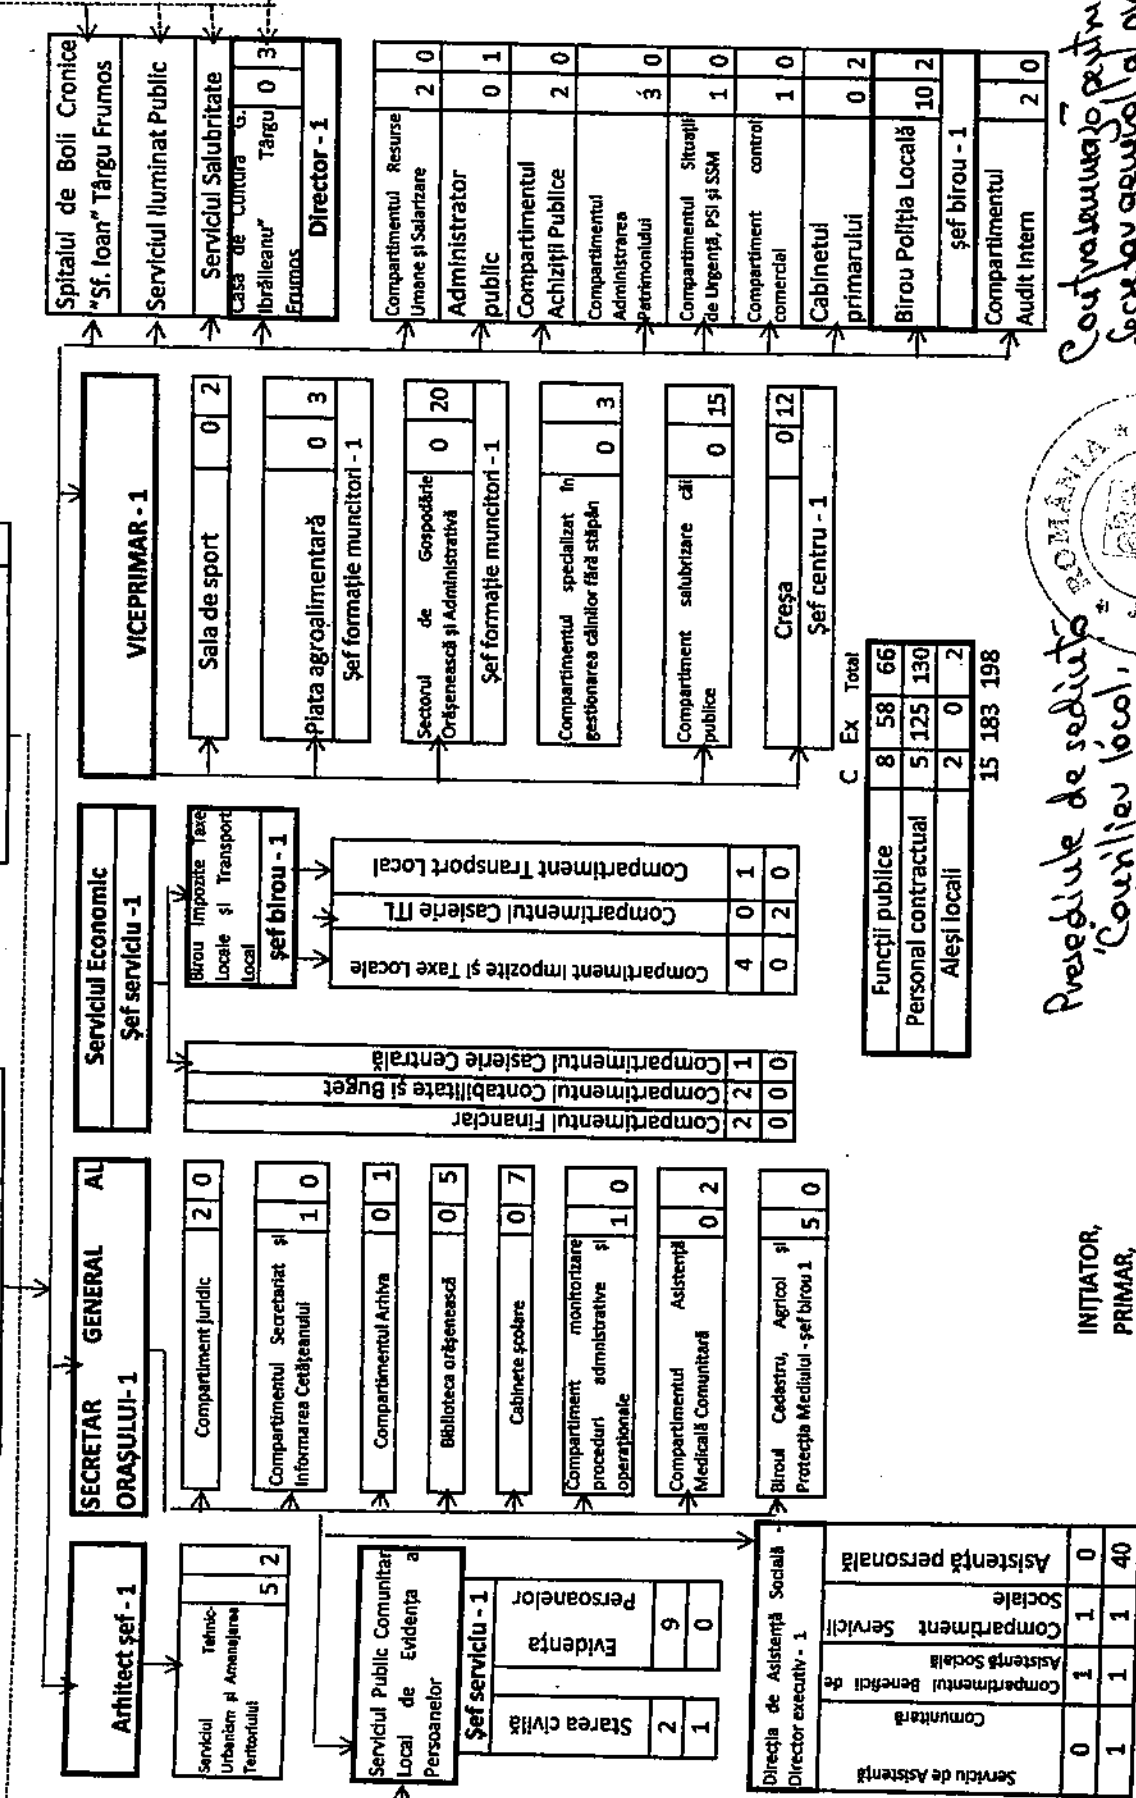 Arhitect șef - 1
Serviciul Tehnic-
Urbanism și Amenajarea
Teritoriului
5 2
SECRETAR GENERAL AL
ORAȘULUI-1
Compartiment juridic 2 0
Compartimentul Secretariat și
Informarea Cetățeanului 1 0
Compartimentul Arhiva 0 1
Biblioteca orășenească 0 5
Cabinete școlare 0 7
Compartiment monitorizare
proceduri administrative și
operaționale 1 0
Compartimentul Asistență
Medicală Comunitară 0 2
Biroul Cadastru, Agricol și
Protecția Mediului - șef birou 1
5 0
Serviciul Public Comunitar
Local de Evidența a
Persoanelor
Șef serviciu - 1
Starea civilă
2
1
Evidența
Persoanelor
9
0
Direcția de Asistență Socială -
Director executiv - 1
Serviciu de Asistență
Comunitară
0
1
Compartimentul Beneficii de
Asistență Socială
1
1
Compartiment Servicii
Sociale
1
1
Asistență personală
0
40
Serviciul Economic
Șef serviciu -1
Compartimentul Financiar
2
0
Compartimentul Contabilitate și Buget
2
0
Compartimentul Casierie Centrală
1
0
Birou Impozite Taxe
Locale și Transport
Local
șef birou - 1
Compartiment Impozite și Taxe Locale
4
0
Compartimentul Casierie ITL
0
2
Compartiment Transport Local
1
0
VICEPRIMAR - 1
Sala de sport 0 2
Piata agroalimentară 0 3
Șef formație muncitori - 1
Sectorul de Gospodărie
Orășenească și Administrativă
0 20
Șef formație muncitori - 1
Compartimentul specializat în
gestionarea câinilor fără stăpân
0 3
Compartiment salubrizare căi
publice
0 15
Creșa 0 12
Șef centru - 1
Spitalul de Boli Cronice
"Sf. Ioan" Târgu Frumos
Serviciul Iluminat Public
Serviciul Salubritate
Casa de Cultura "G.
Ibrăileanu" Târgu
Frumos
0 3
Director - 1
Compartimentul Resurse
Umane și Salarizare
2 0
Administrator
public
0 1
Compartimentul
Achiziții Publice
2 0
Compartimentul
Administrarea
Patrimoniului
3 0
Compartimentul Situații
de Urgență, PSI și SSM
1 0
Compartiment control
comercial
1 0
Cabinetul
primarului
0 2
Birou Poliția Locală 10 2
șef birou - 1
Compartimentul
Audit Intern
2 0
C Ex Total
Funcții publice 8 58 66
Personal contractual 5 125 130
Aleși locali 2 0 2
15 183 198
INIȚIATOR,
PRIMAR,
Președinte de ședință
Consiliu local,
Contrasemnează pentru
secretar general al
ROMÂNIA